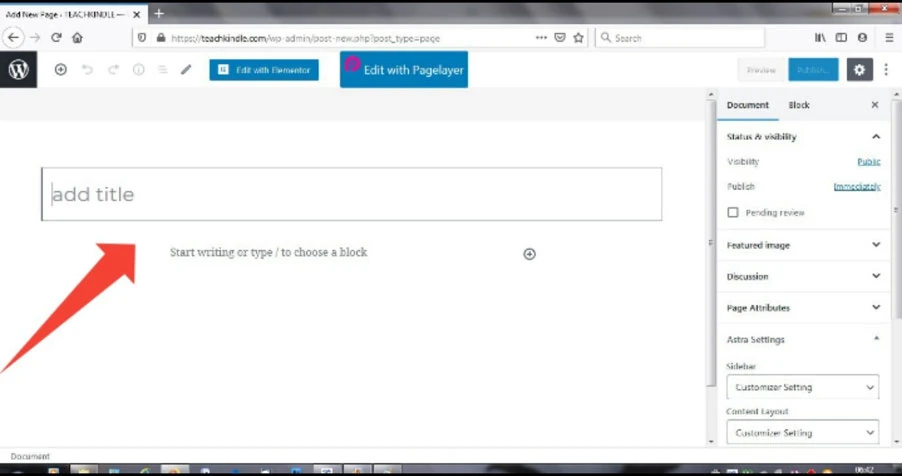 Add New Page - TEACHKINDLE —
https://teachkindle.com/wp-admin/post-new.php?post_type=page
Search
Edit with Elementor
Edit with Pagelayer
Preview
Publish...
Document
Block
add title
Start writing or type / to choose a block
Status & visibility
Visibility
Public
Publish
Immediately
Pending review
Featured image
Discussion
Page Attributes
Astra Settings
Sidebar
Customizer Setting
Content Layout
Customizer Setting
Document
06:42